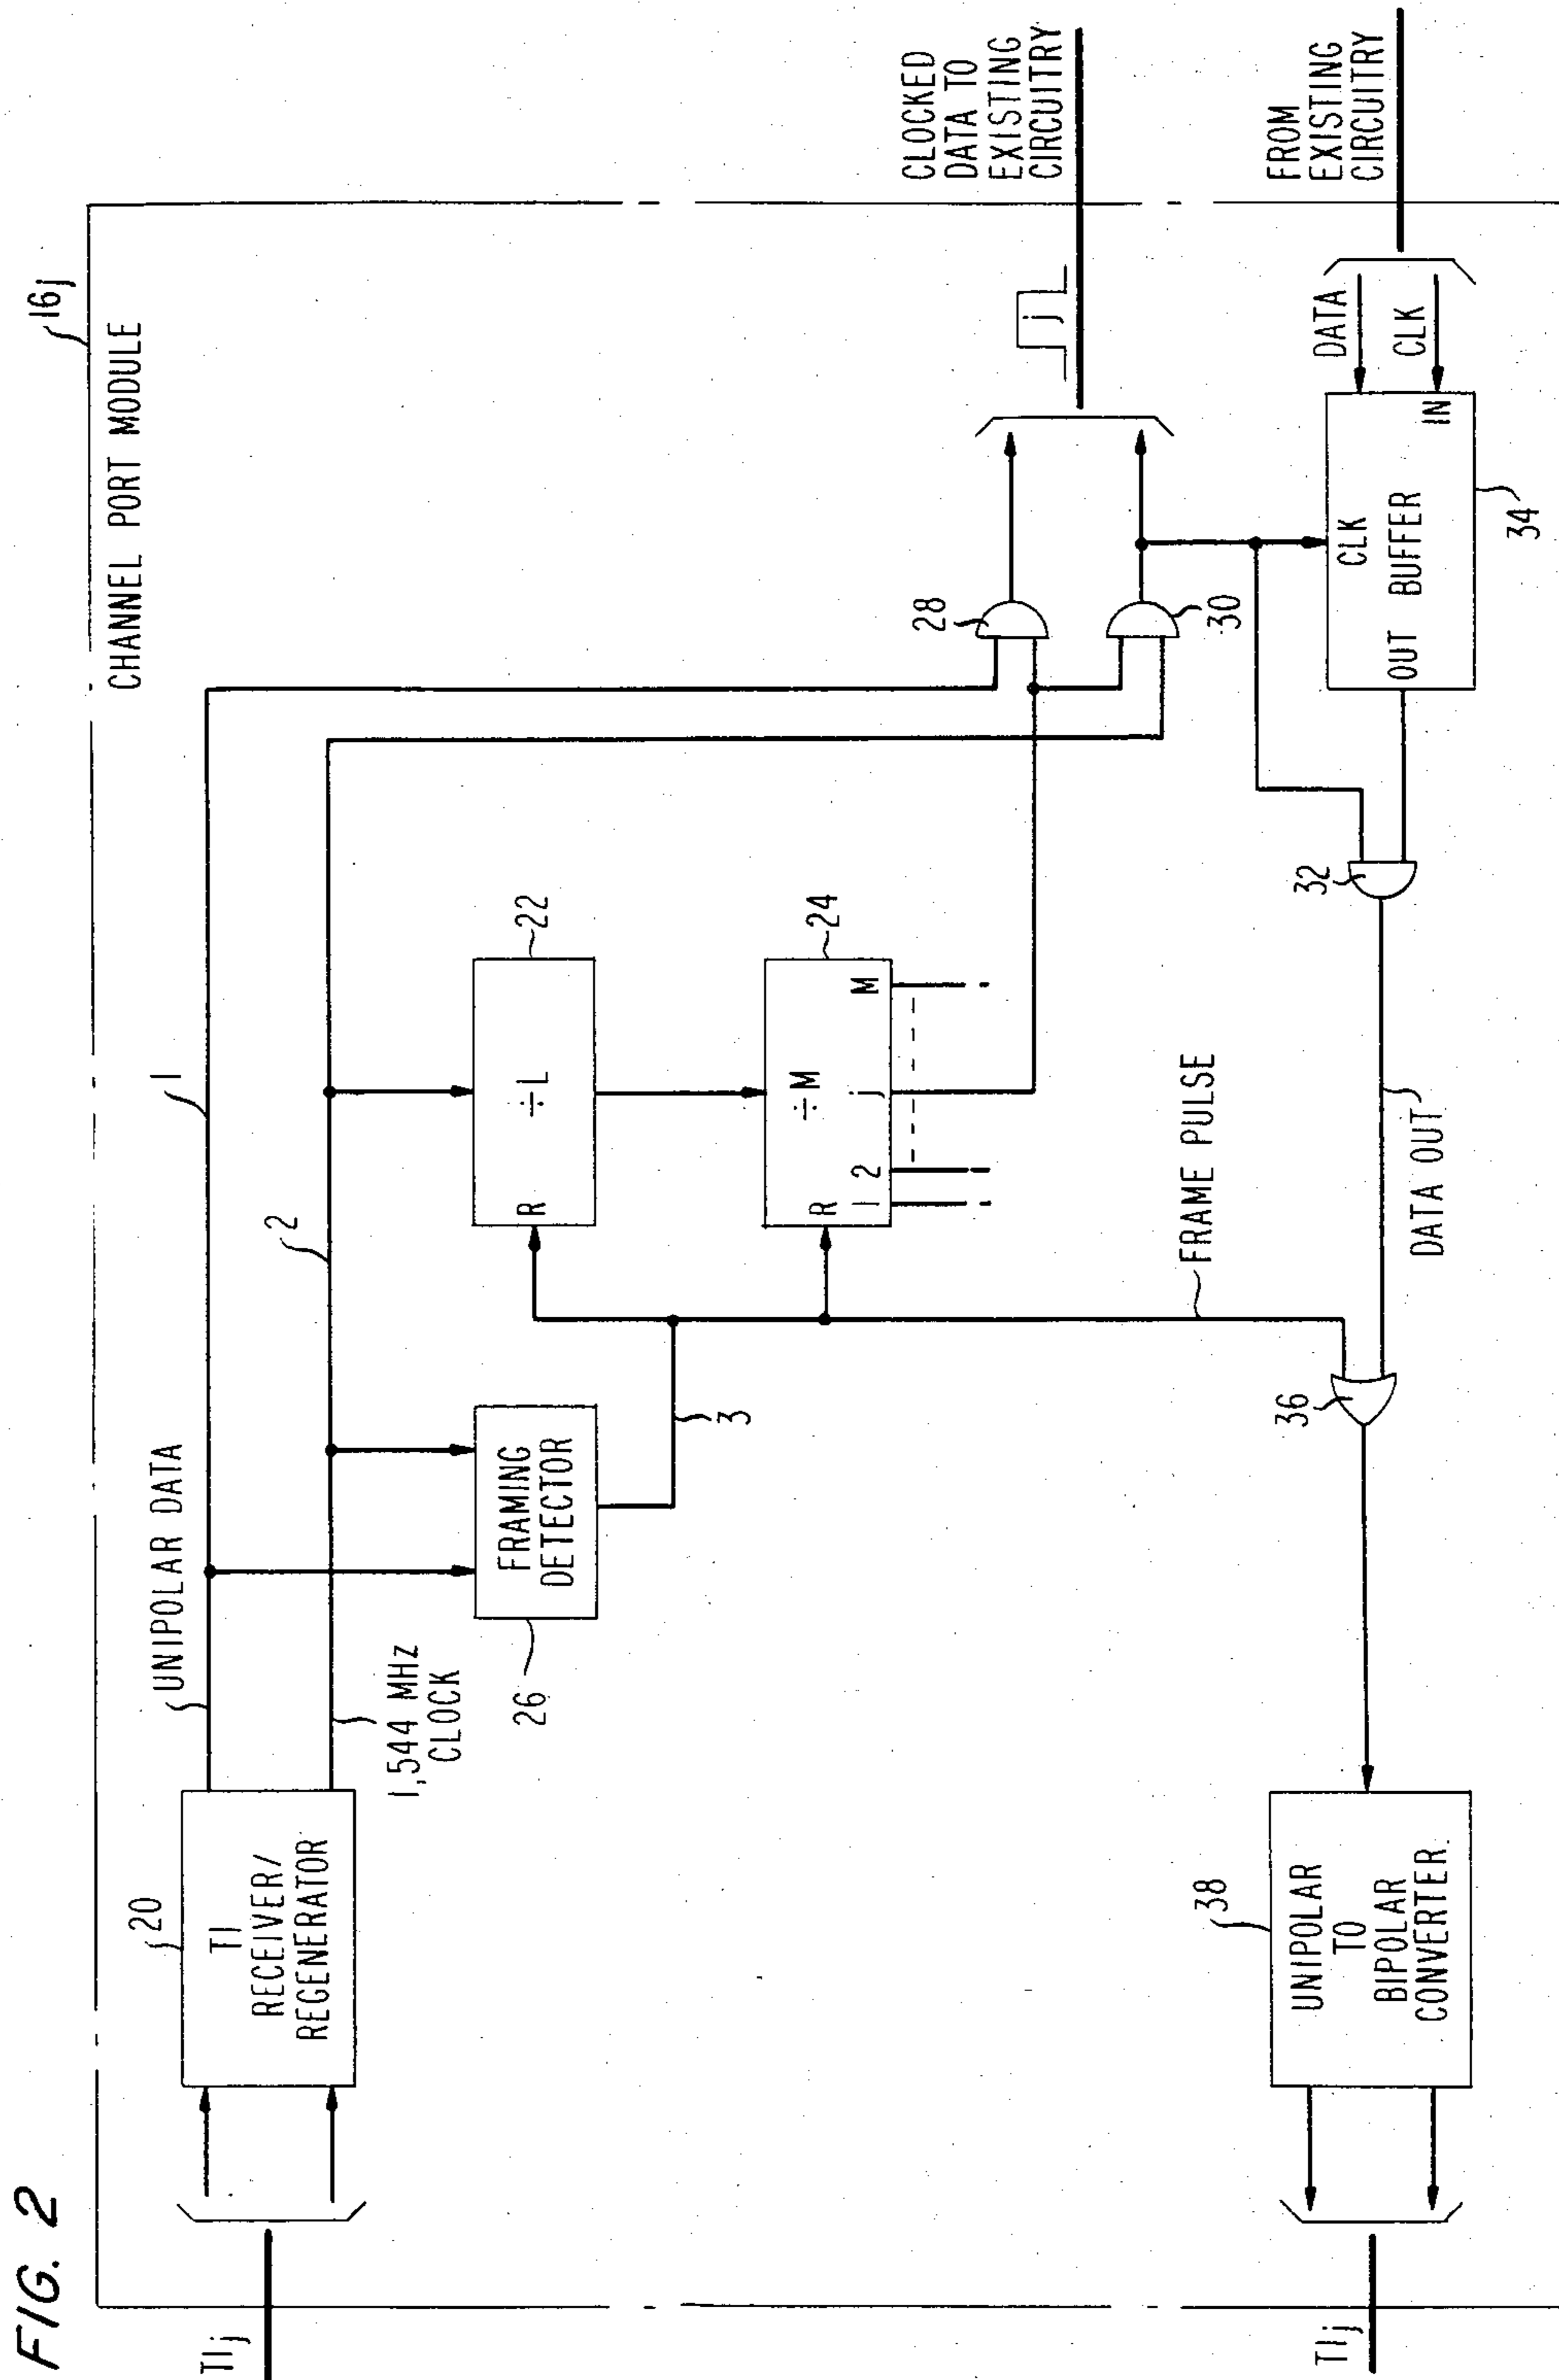 FIG. 2
16j
CHANNEL PORT MODULE
T1j
20
T1
RECEIVER/
REGENERATOR
UNIPOLAR DATA
1
1,544 MHz
CLOCK
2
26
FRAMING
DETECTOR
3
R
÷L
22
R
÷M
24
1 2 j M
28
30
j
CLOCKED
DATA TO
EXISTING
CIRCUITRY
FRAME PULSE
FROM
EXISTING
CIRCUITRY
DATA
CLK
IN
CLK
BUFFER
OUT
34
32
DATA OUT
36
38
UNIPOLAR
TO
BIPOLAR
CONVERTER.
T1j